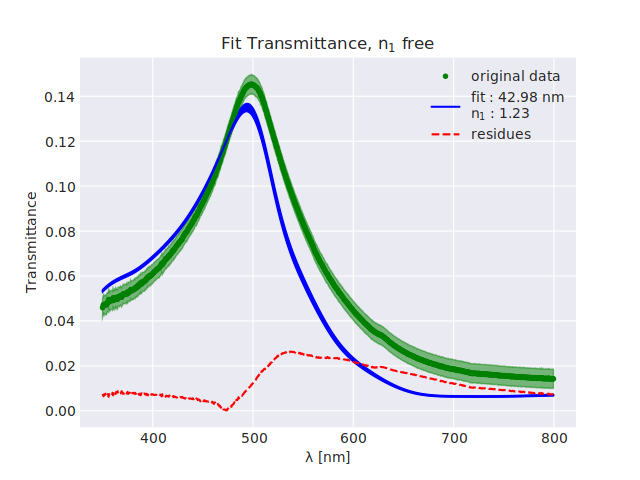 Fit Transmittance, n₁ free
original data
fit : 42.98 nm
n₁ : 1.23
residues
Transmittance
0.14
0.12
0.10
0.08
0.06
0.04
0.02
0.00
400 500 600 700 800
λ [nm]